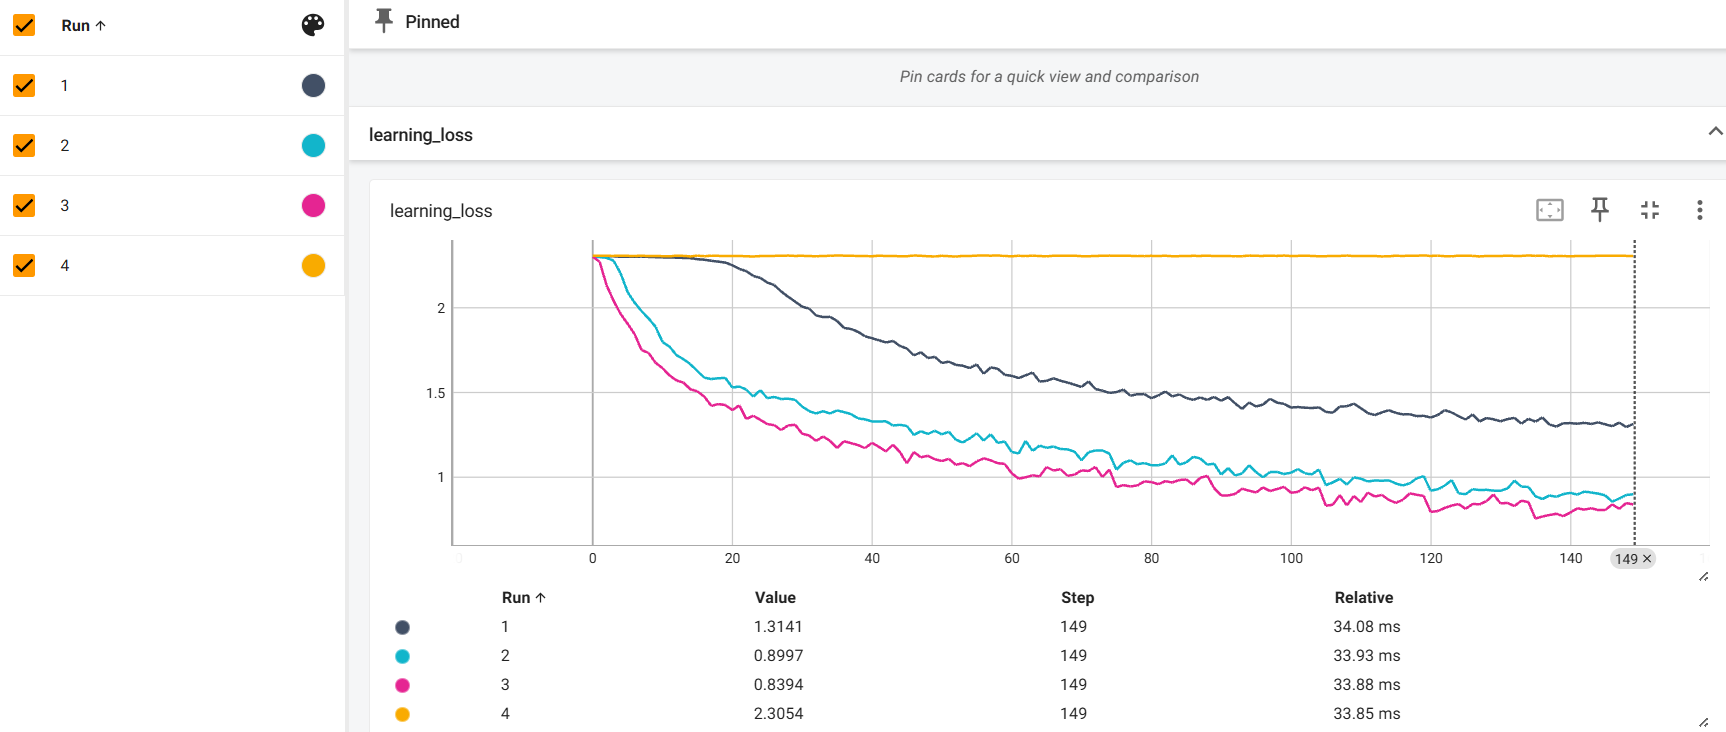 Run ↑
1
2
3
4
Pinned
Pin cards for a quick view and comparison
learning_loss
learning_loss
2
1.5
1
0 20 40 60 80 100 120 140 149 ×
Run ↑ Value Step Relative
1 1.3141 149 34.08 ms
2 0.8997 149 33.93 ms
3 0.8394 149 33.88 ms
4 2.3054 149 33.85 ms